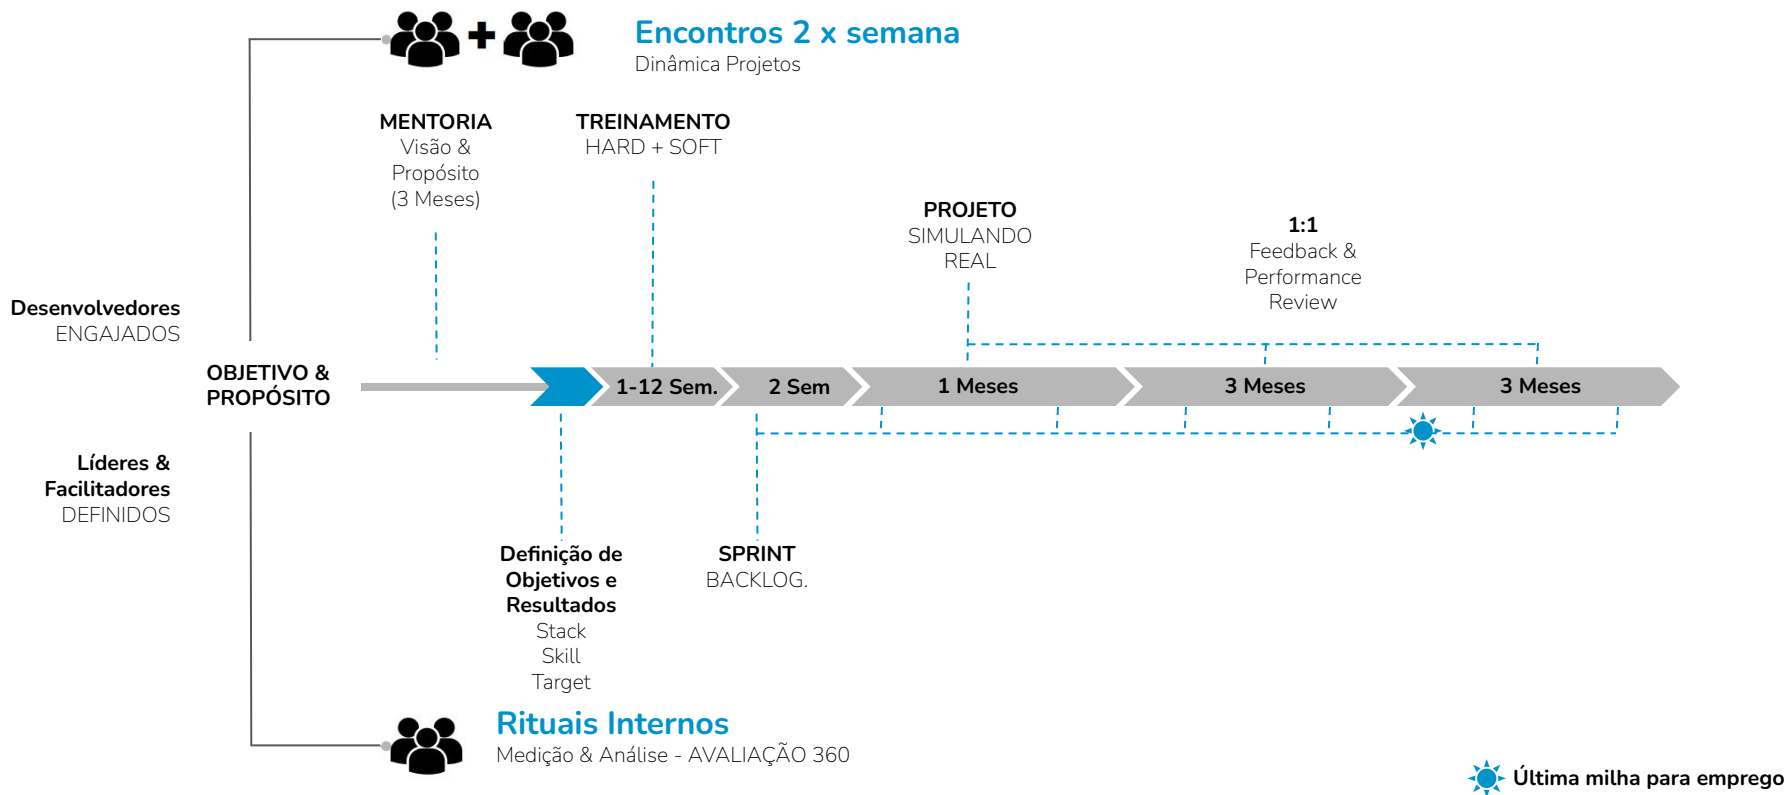 Encontros 2 x semana
Dinâmica Projetos
MENTORIA
Visão &
Propósito
(3 Meses)
TREINAMENTO
HARD + SOFT
PROJETO
SIMULANDO
REAL
1:1
Feedback &
Performance
Review
Desenvolvedores
ENGAJADOS
OBJETIVO &
PROPÓSITO
1-12 Sem.
2 Sem
1 Meses
3 Meses
3 Meses
Líderes &
Facilitadores
DEFINIDOS
Definição de
Objetivos e
Resultados
Stack
Skill
Target
SPRINT
BACKLOG.
Rituais Internos
Medição & Análise - AVALIAÇÃO 360
Última milha para emprego